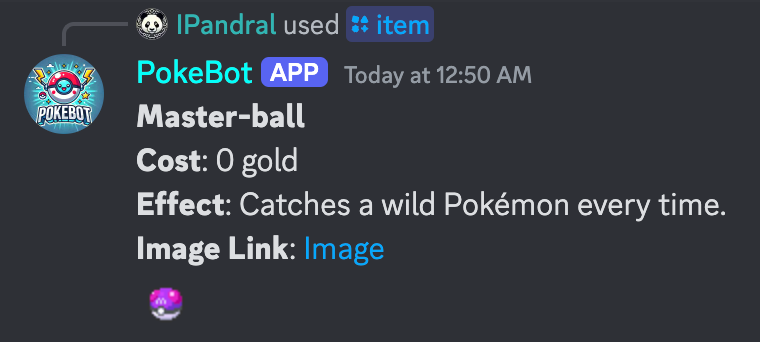 IPandral used item
PokeBot APP Today at 12:50 AM
POKEBOT
Master-ball
Cost: 0 gold
Effect: Catches a wild Pokémon every time.
Image Link: Image